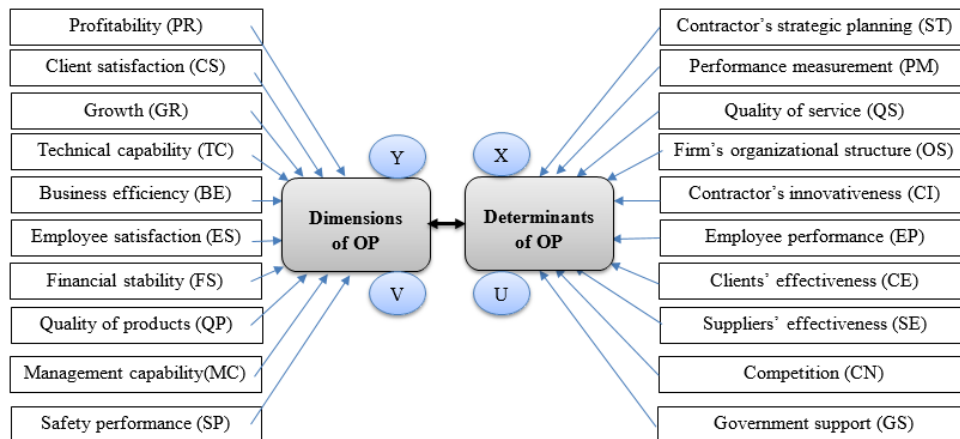 Profitability (PR)
Client satisfaction (CS)
Growth (GR)
Technical capability (TC)
Business efficiency (BE)
Employee satisfaction (ES)
Financial stability (FS)
Quality of products (QP)
Management capability(MC)
Safety performance (SP)
Y
Dimensions
of OP
V
X
Determinants
of OP
U
Contractor's strategic planning (ST)
Performance measurement (PM)
Quality of service (QS)
Firm's organizational structure (OS)
Contractor's innovativeness (CI)
Employee performance (EP)
Clients' effectiveness (CE)
Suppliers' effectiveness (SE)
Competition (CN)
Government support (GS)